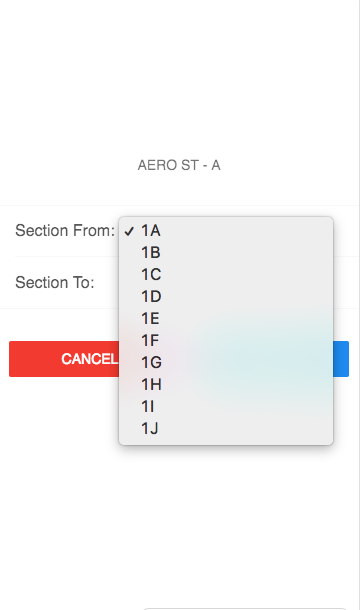 AERO ST - A
Section From: ✓ 1A
1B
1C
Section To:
1D
1E
1F
CANCEL
1G
1H
1I
1J